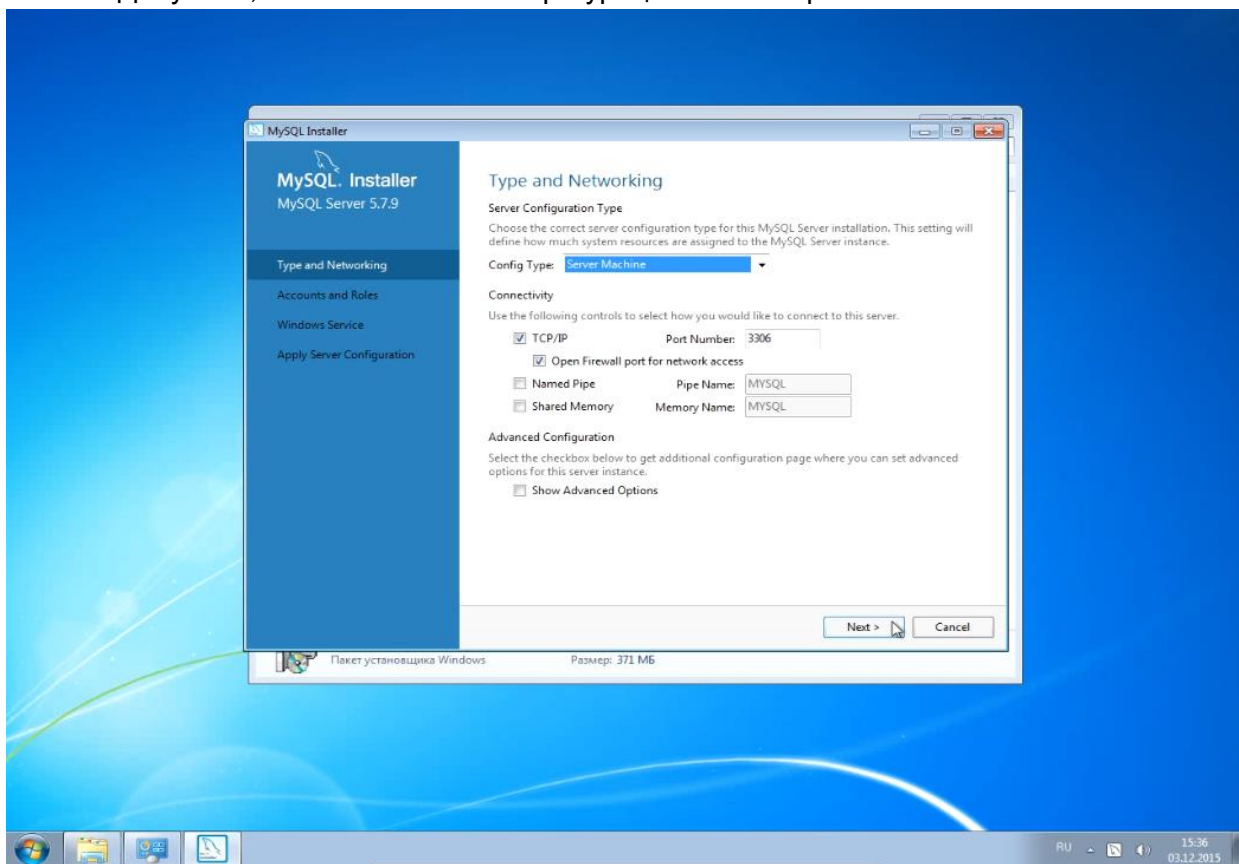 MySQL Installer
MySQL. Installer
MySQL Server 5.7.9
Type and Networking
Accounts and Roles
Windows Service
Apply Server Configuration
Type and Networking
Server Configuration Type
Choose the correct server configuration type for this MySQL Server installation. This setting will
define how much system resources are assigned to the MySQL Server instance.
Config Type: Server Machine
Connectivity
Use the following controls to select how you would like to connect to this server.
TCP/IP Port Number: 3306
Open Firewall port for network access
Named Pipe Pipe Name: MYSQL
Shared Memory Memory Name: MYSQL
Advanced Configuration
Select the checkbox below to get additional configuration page where you can set advanced
options for this server instance.
Show Advanced Options
Next > Cancel
Пакет установщика Windows Размер: 371 МБ
RU 15:36
03.12.2015